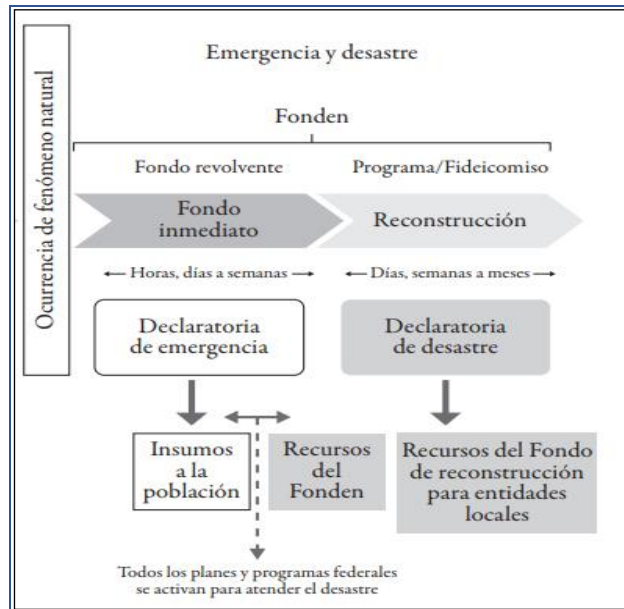 Ocurrencia de fenómeno natural
Emergencia y desastre
Fonden
Fondo revolvente
Programa/Fideicomiso
Fondo
inmediato
Reconstrucción
Horas, días a semanas
Días, semanas a meses
Declaratoria
de emergencia
Declaratoria
de desastre
Insumos
a la
población
Recursos
del
Fonden
Recursos del Fondo
de reconstrucción
para entidades
locales
Todos los planes y programas federales
se activan para atender el desastre